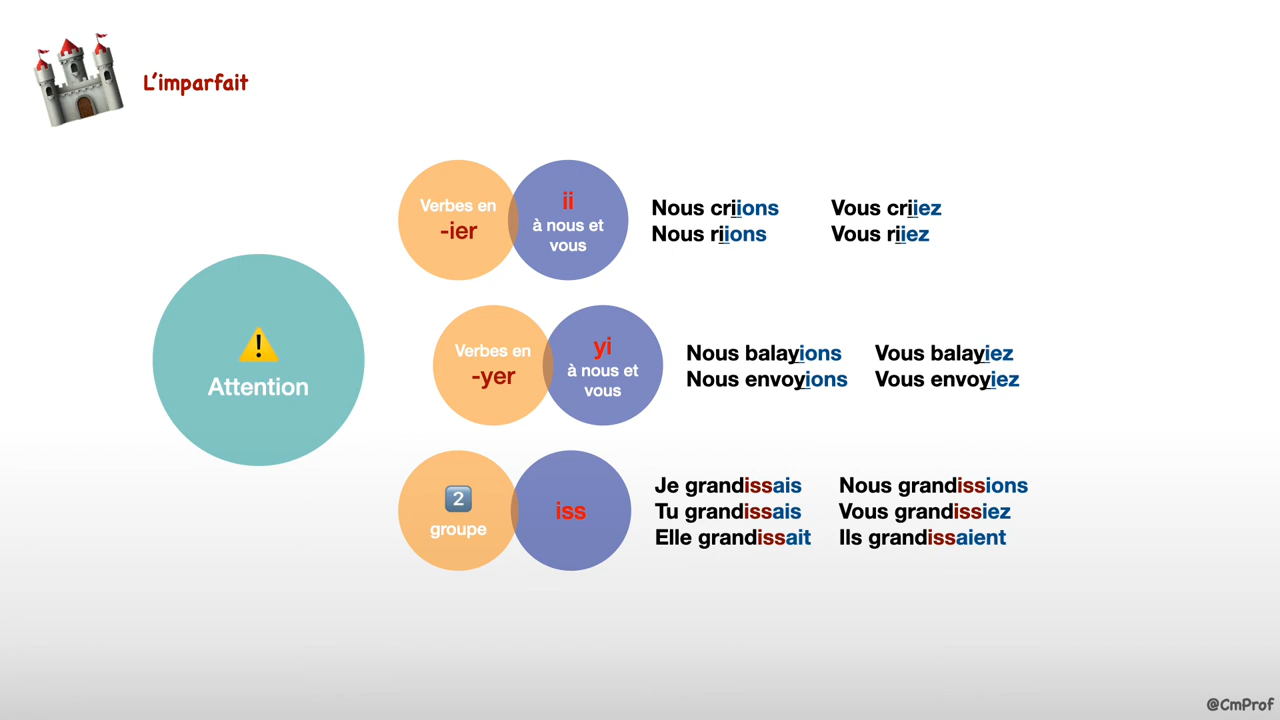 L'imparfait
Verbes en
-ier
ii
à nous et
vous
Nous criions
Nous riions
Vous criiez
Vous riiez
Attention
Verbes en
-yer
yi
à nous et
vous
Nous balayions
Nous envoyions
Vous balayiez
Vous envoyiez
2
groupe
iss
Je grandissais
Tu grandissais
Elle grandissait
Nous grandissions
Vous grandissiez
Ils grandissaient
@CmProf